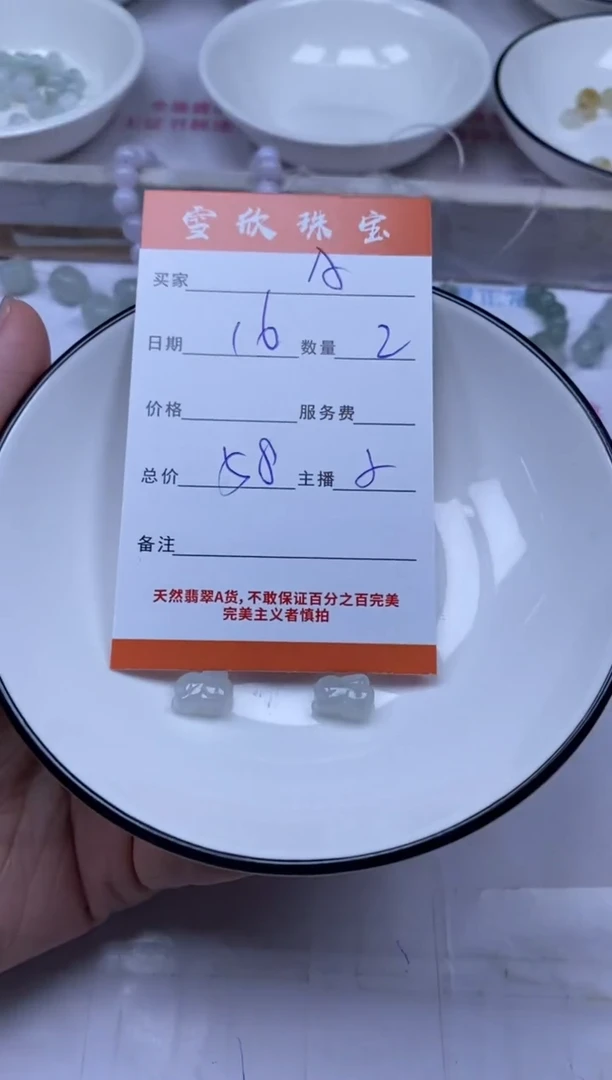 雪欣珠宝
买家 A
日期 16 数量 2
价格 服务费
总价 58 主播
备注
天然翡翠A货,不敢保证百分之百完美
完美主义者慎拍